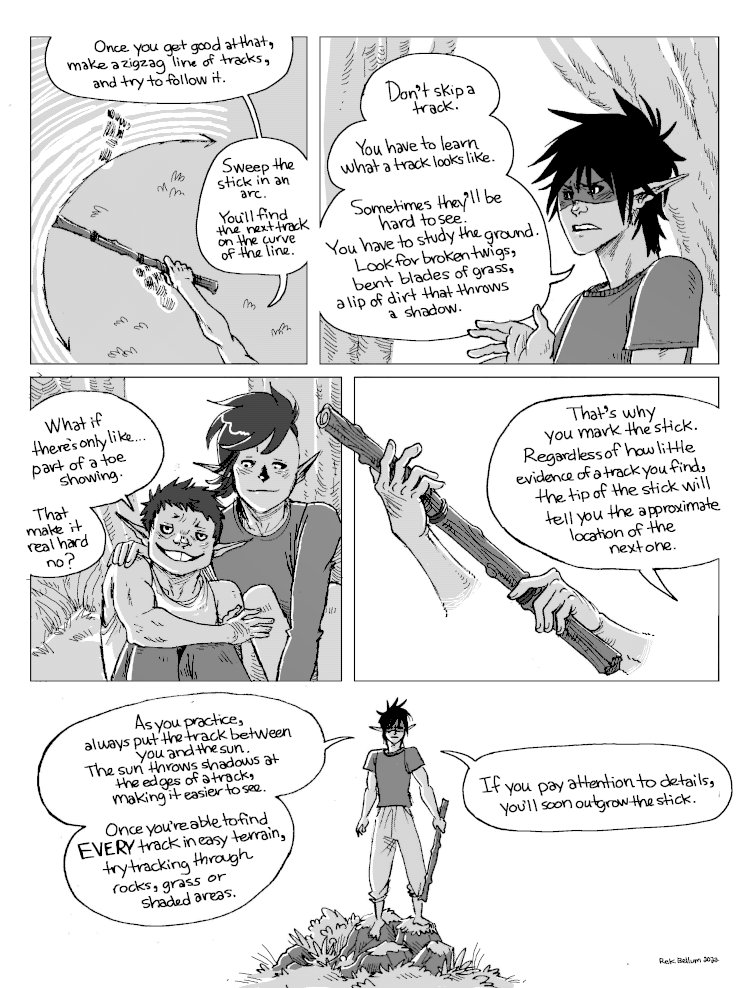 Once you get good at that,
make a zigzag line of tracks,
and try to follow it.
Sweep the
stick in an
arc.
You'll find
the next track
on the curve
of the line.
Don't skip a
track.
You have to learn
what a track looks like.
Sometimes they'll be
hard to see.
You have to study the ground.
Look for broken twigs,
bent blades of grass,
a lip of dirt that throws
a shadow.
What if
there's only like....
part of a toe
showing.
That
make it
real hard
no?
That's why
you mark the stick.
Regardless of how little
evidence of a track you find,
the tip of the stick will
tell you the approximate
location of the
next one.
As you practice,
always put the track between
you and the sun.
The sun throws shadows at
the edges of a track,
making it easier to see.
Once you're able to find
EVERY track in easy terrain,
try tracking through
rocks, grass or
shaded areas.
If you pay attention to details,
you'll soon outgrow the stick.
Rek Bellum 2022